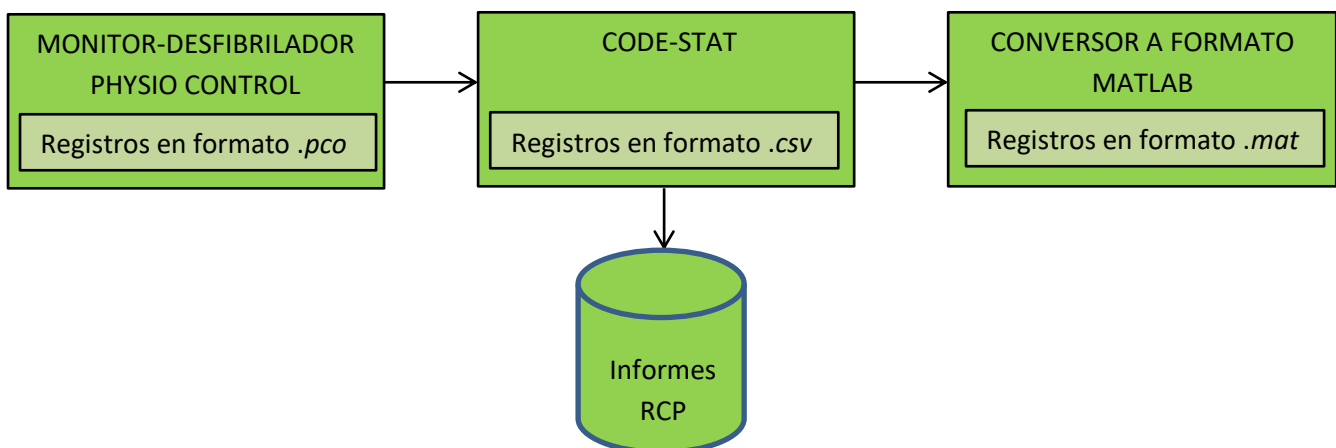 MONITOR-DESFIBRILADOR
PHYSIO CONTROL
Registros en formato .pco
CODE-STAT
Registros en formato .csv
CONVERSOR A FORMATO
MATLAB
Registros en formato .mat
Informes
RCP